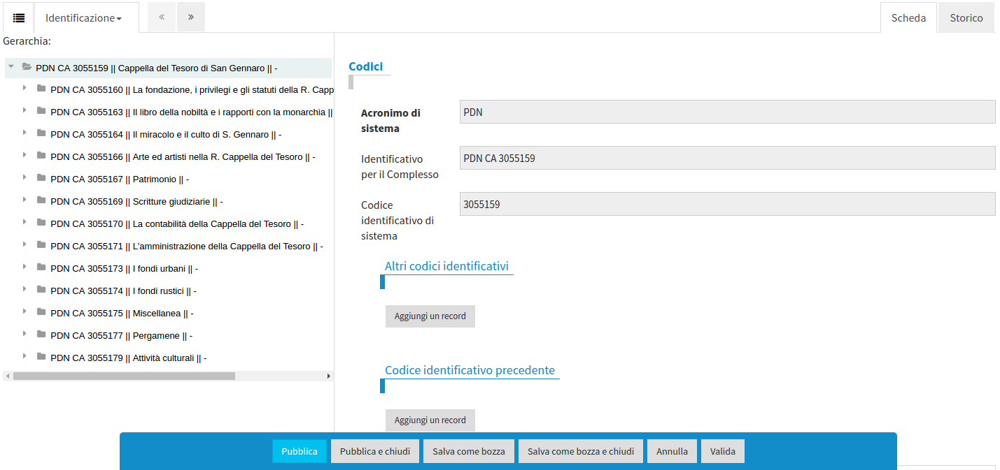 Identificazione
«
»
Scheda
Storico
Gerarchia:
PDN CA 3055159 || Cappella del Tesoro di San Gennaro || -
PDN CA 3055160 || La fondazione, i privilegi e gli statuti della R. Capp
PDN CA 3055163 || Il libro della nobiltà e i rapporti con la monarchia ||
PDN CA 3055164 || Il miracolo e il culto di S. Gennaro || -
PDN CA 3055166 || Arte ed artisti nella R. Cappella del Tesoro || -
PDN CA 3055167 || Patrimonio || -
PDN CA 3055169 || Scritture giudiziarie || -
PDN CA 3055170 || La contabilità della Cappella del Tesoro || -
PDN CA 3055171 || L'amministrazione della Cappella del Tesoro || -
PDN CA 3055173 || I fondi urbani || -
PDN CA 3055174 || I fondi rustici || -
PDN CA 3055175 || Miscellanea || -
PDN CA 3055177 || Pergamene || -
PDN CA 3055179 || Attività culturali || -
Codici
Acronimo di
sistema
PDN
Identificativo
per il Complesso
PDN CA 3055159
Codice
identificativo di
sistema
3055159
Altri codici identificativi
Aggiungi un record
Codice identificativo precedente
Aggiungi un record
Pubblica
Pubblica e chiudi
Salva come bozza
Salva come bozza e chiudi
Annulla
Valida